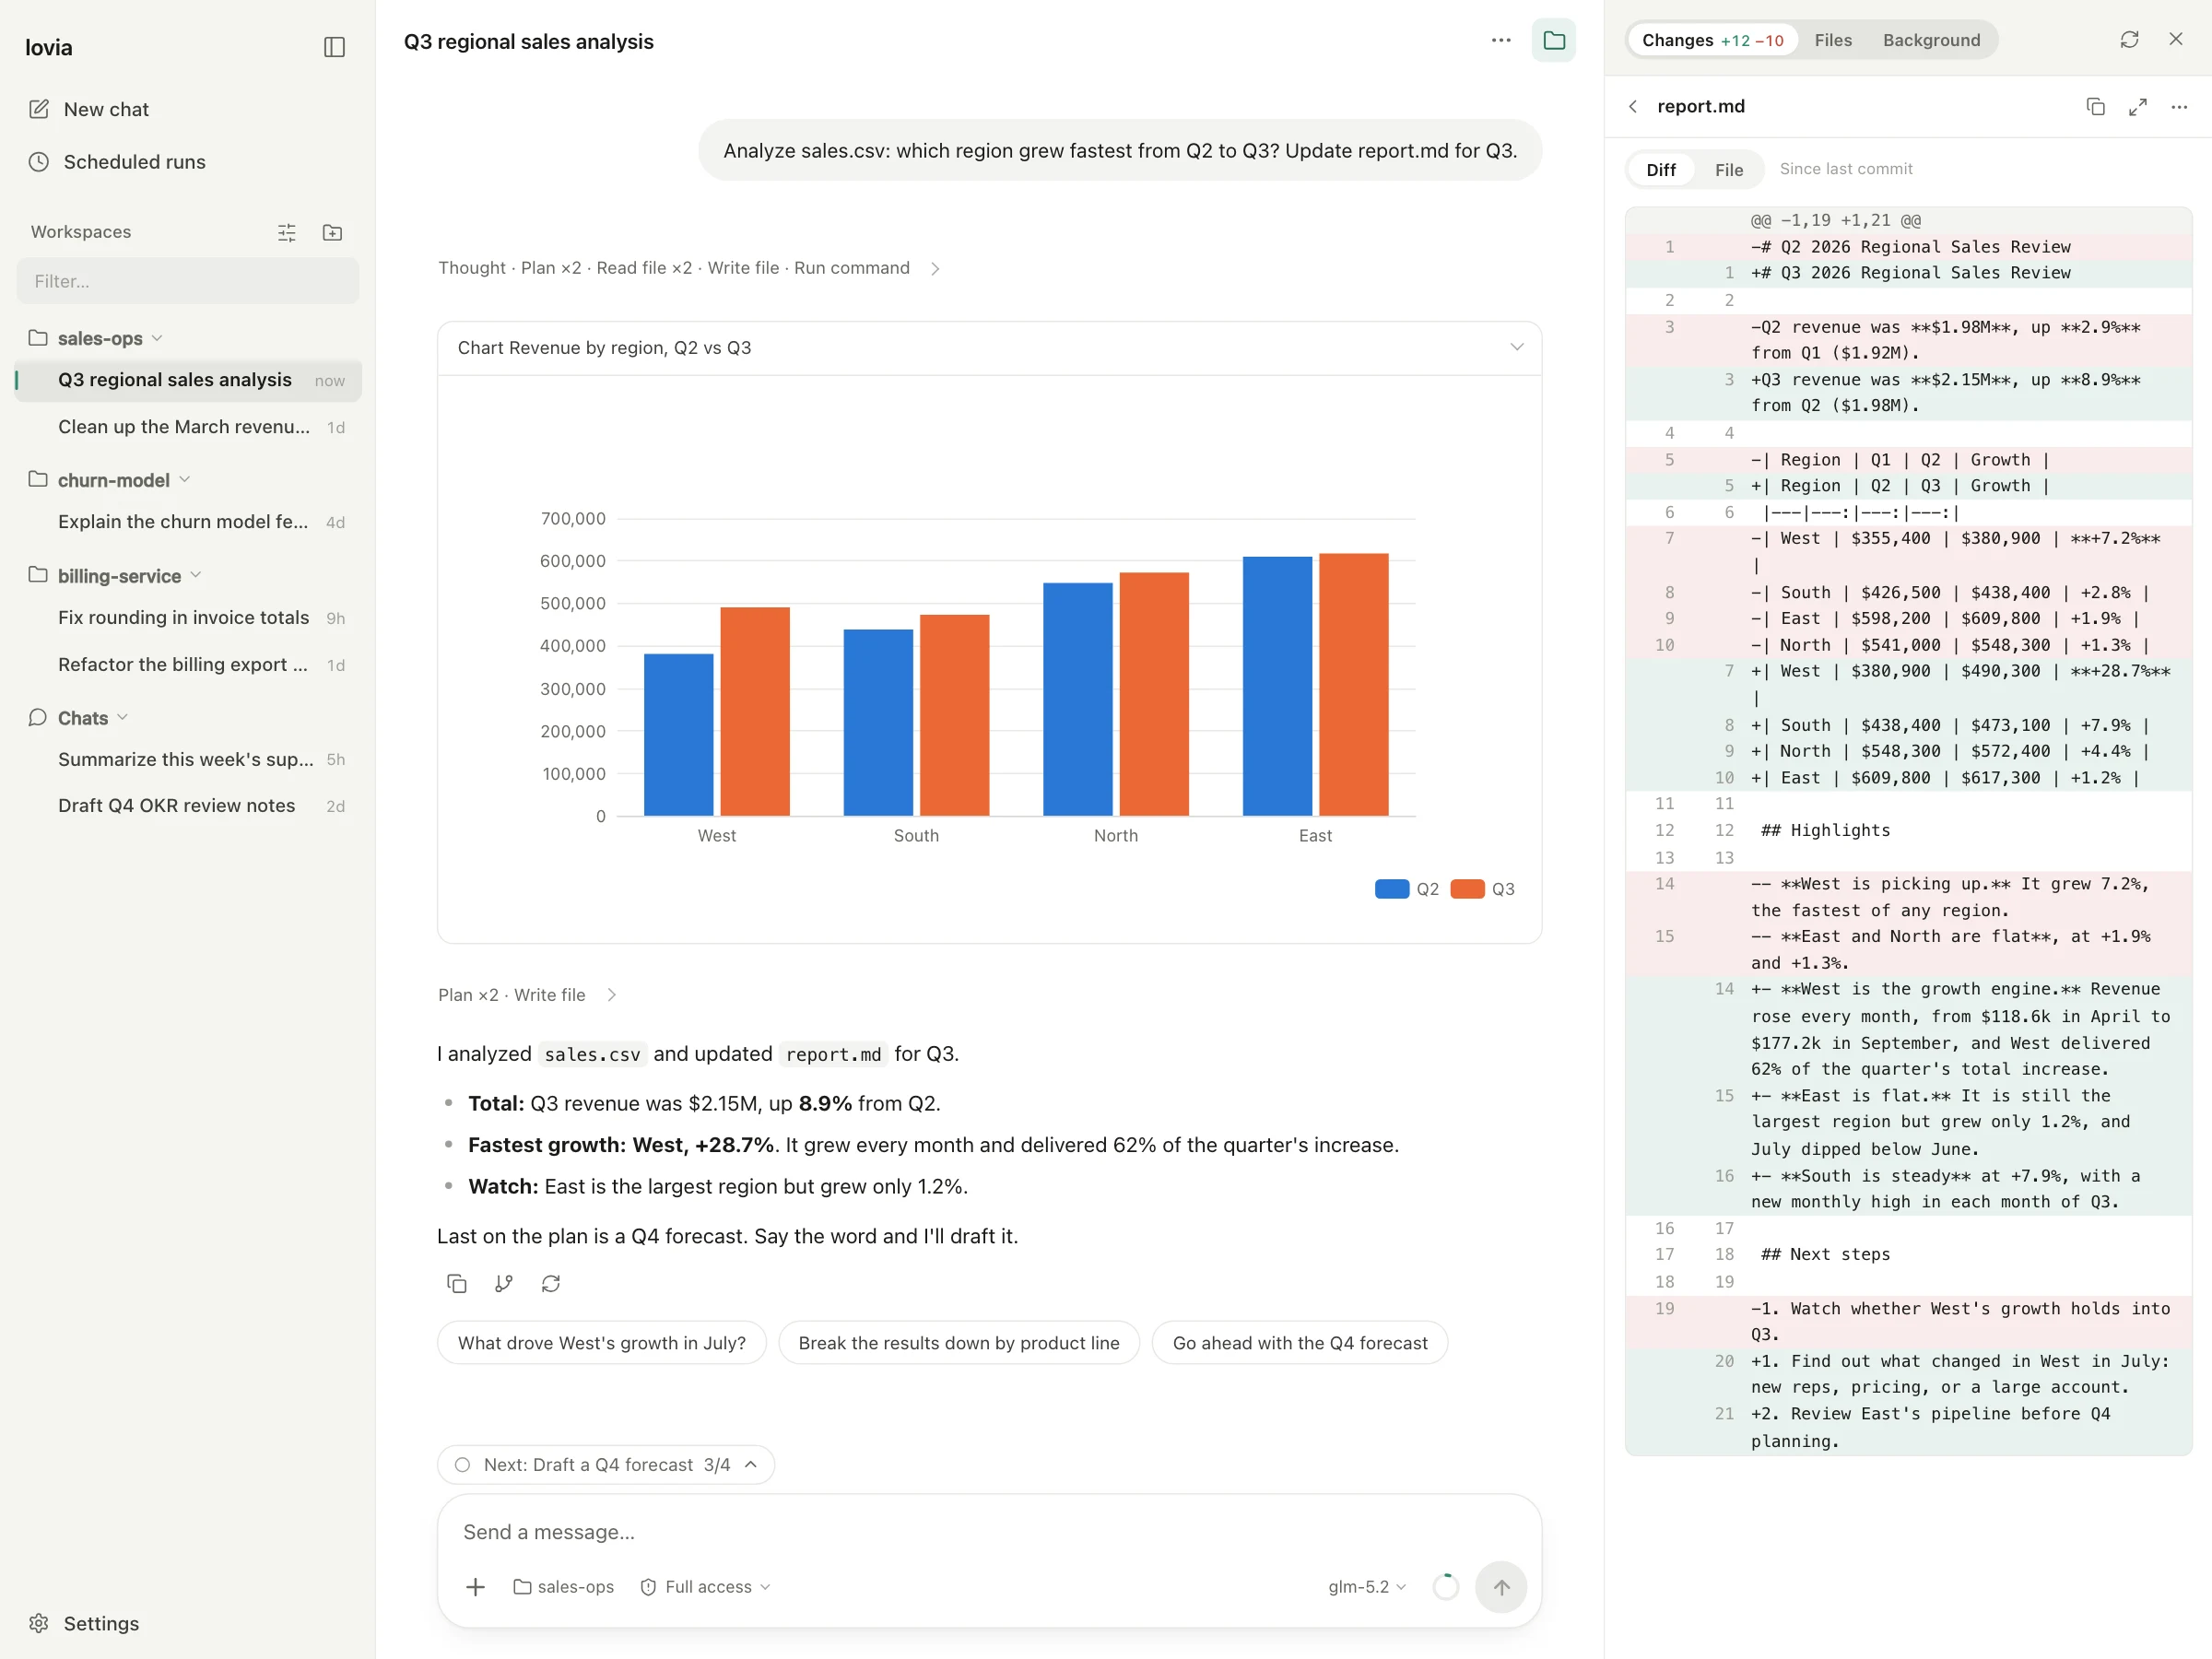 lovia
New chat
Scheduled runs
Workspaces
Filter...
sales-ops
Q3 regional sales analysis now
Clean up the March revenu... 1d
churn-model
Explain the churn model fe... 4d
billing-service
Fix rounding in invoice totals 9h
Refactor the billing export ... 1d
Chats
Summarize this week's sup... 5h
Draft Q4 OKR review notes 2d
Settings
Q3 regional sales analysis
Analyze sales.csv: which region grew fastest from Q2 to Q3? Update report.md for Q3.
Thought · Plan ×2 · Read file ×2 · Write file · Run command
Chart Revenue by region, Q2 vs Q3
700,000
600,000
500,000
400,000
300,000
200,000
100,000
0
West South North East
Q2 Q3
Plan ×2 · Write file
I analyzed sales.csv and updated report.md for Q3.
• Total: Q3 revenue was $2.15M, up 8.9% from Q2.
• Fastest growth: West, +28.7%. It grew every month and delivered 62% of the quarter's increase.
• Watch: East is the largest region but grew only 1.2%.
Last on the plan is a Q4 forecast. Say the word and I'll draft it.
What drove West's growth in July? Break the results down by product line Go ahead with the Q4 forecast
Next: Draft a Q4 forecast 3/4
Send a message...
sales-ops Full access glm-5.2
Changes +12 −10 Files Background
report.md
Diff File Since last commit
@@ −1,19 +1,21 @@
1 −# Q2 2026 Regional Sales Review
1 +# Q3 2026 Regional Sales Review
2 2
3 −Q2 revenue was **$1.98M**, up **2.9%**
from Q1 ($1.92M).
3 +Q3 revenue was **$2.15M**, up **8.9%**
from Q2 ($1.98M).
4 4
5 −| Region | Q1 | Q2 | Growth |
5 +| Region | Q2 | Q3 | Growth |
6 6 |---|---:|---:|---:|
7 −| West | $355,400 | $380,900 | **+7.2%**
|
8 −| South | $426,500 | $438,400 | +2.8% |
9 −| East | $598,200 | $609,800 | +1.9% |
10 −| North | $541,000 | $548,300 | +1.3% |
7 +| West | $380,900 | $490,300 | **+28.7%**
|
8 +| South | $438,400 | $473,100 | +7.9% |
9 +| North | $548,300 | $572,400 | +4.4% |
10 +| East | $609,800 | $617,300 | +1.2% |
11 11
12 12 ## Highlights
13 13
14 −- **West is picking up.** It grew 7.2%,
the fastest of any region.
15 −- **East and North are flat**, at +1.9%
and +1.3%.
14 +- **West is the growth engine.** Revenue
rose every month, from $118.6k in April to
$177.2k in September, and West delivered
62% of the quarter's total increase.
15 +- **East is flat.** It is still the
largest region but grew only 1.2%, and
July dipped below June.
16 +- **South is steady** at +7.9%, with a
new monthly high in each month of Q3.
16 17
17 18 ## Next steps
18 19
19 −1. Watch whether West's growth holds into
Q3.
20 +1. Find out what changed in West in July:
new reps, pricing, or a large account.
21 +2. Review East's pipeline before Q4
planning.